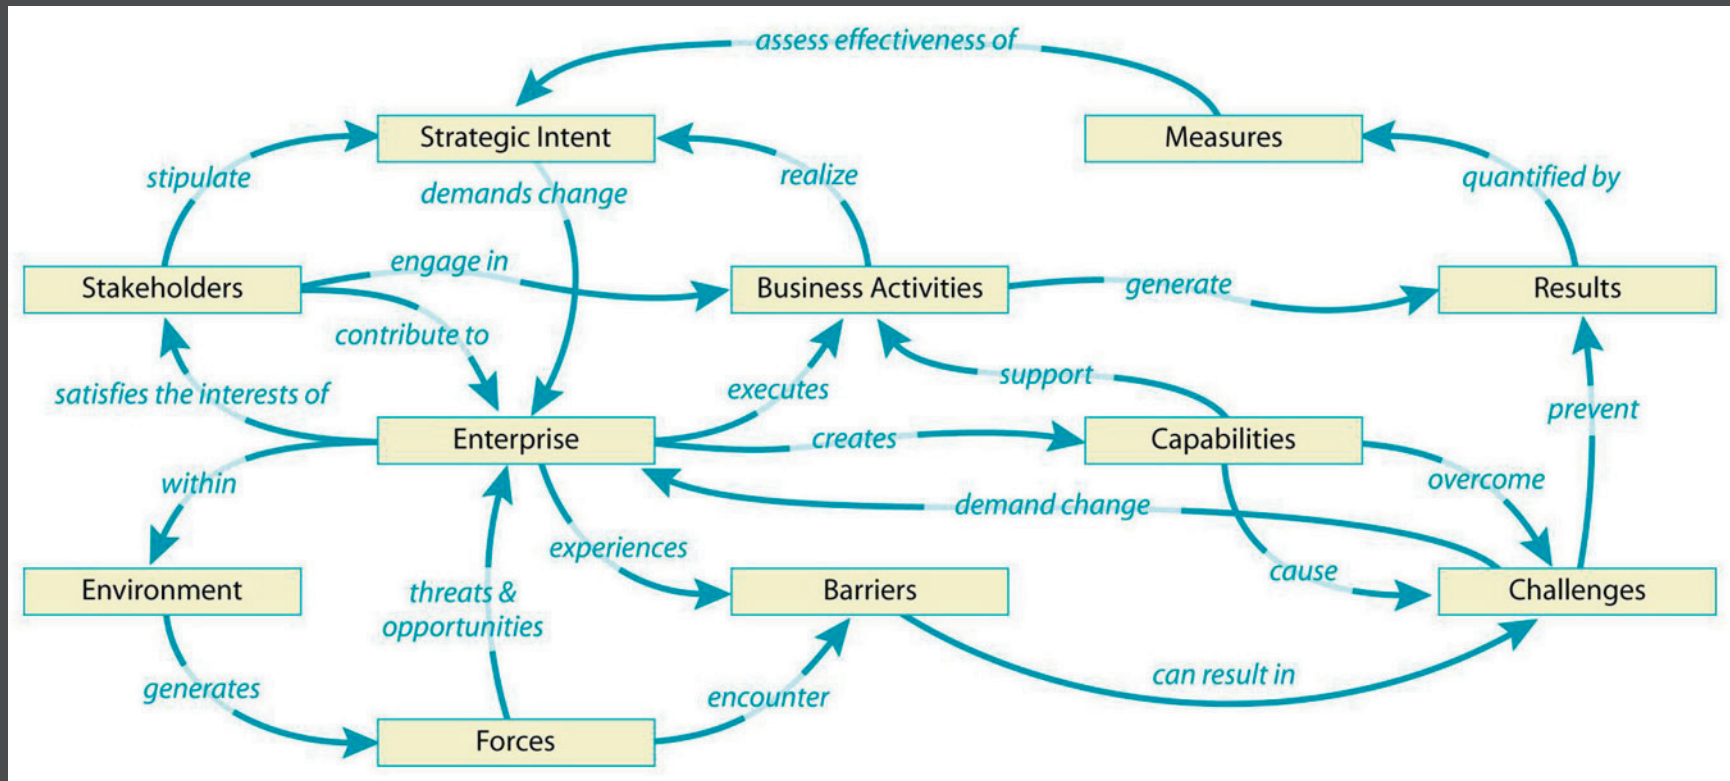 assess effectiveness of
Strategic Intent
Measures
stipulate
demands change
realize
quantified by
Stakeholders
engage in
Business Activities
generate
Results
contribute to
satisfies the interests of
executes
support
prevent
Enterprise
creates
Capabilities
within
demand change
overcome
experiences
cause
Environment
threats &
opportunities
Barriers
Challenges
generates
encounter
can result in
Forces